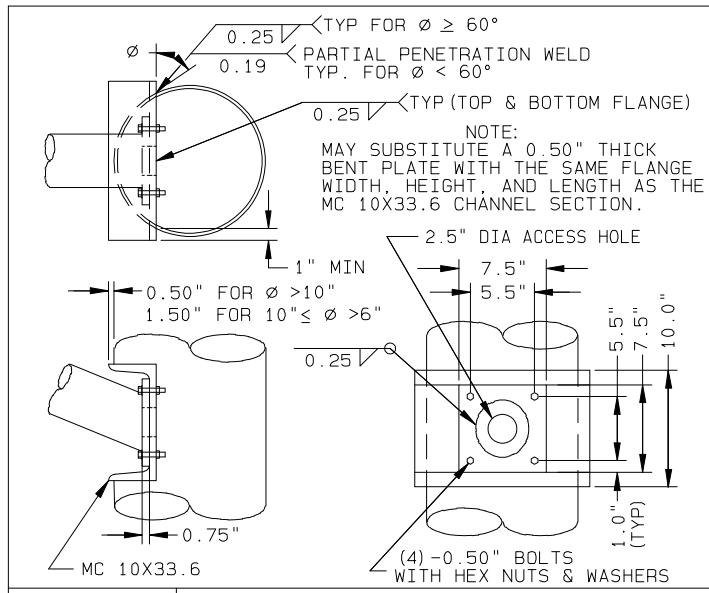 Ø
0.25
TYP FOR Ø ≥ 60°
0.19
PARTIAL PENETRATION WELD
TYP. FOR Ø < 60°
0.25
TYP (TOP & BOTTOM FLANGE)
NOTE:
MAY SUBSTITUTE A 0.50" THICK
BENT PLATE WITH THE SAME FLANGE
WIDTH, HEIGHT, AND LENGTH AS THE
MC 10X33.6 CHANNEL SECTION.
2.5" DIA ACCESS HOLE
1" MIN
7.5"
5.5"
0.50" FOR Ø >10"
1.50" FOR 10"≤ Ø >6"
0.25
5.5"
7.5"
10.0"
0.75"
1.0"
(TYP)
MC 10X33.6
(4)-0.50" BOLTS
WITH HEX NUTS & WASHERS